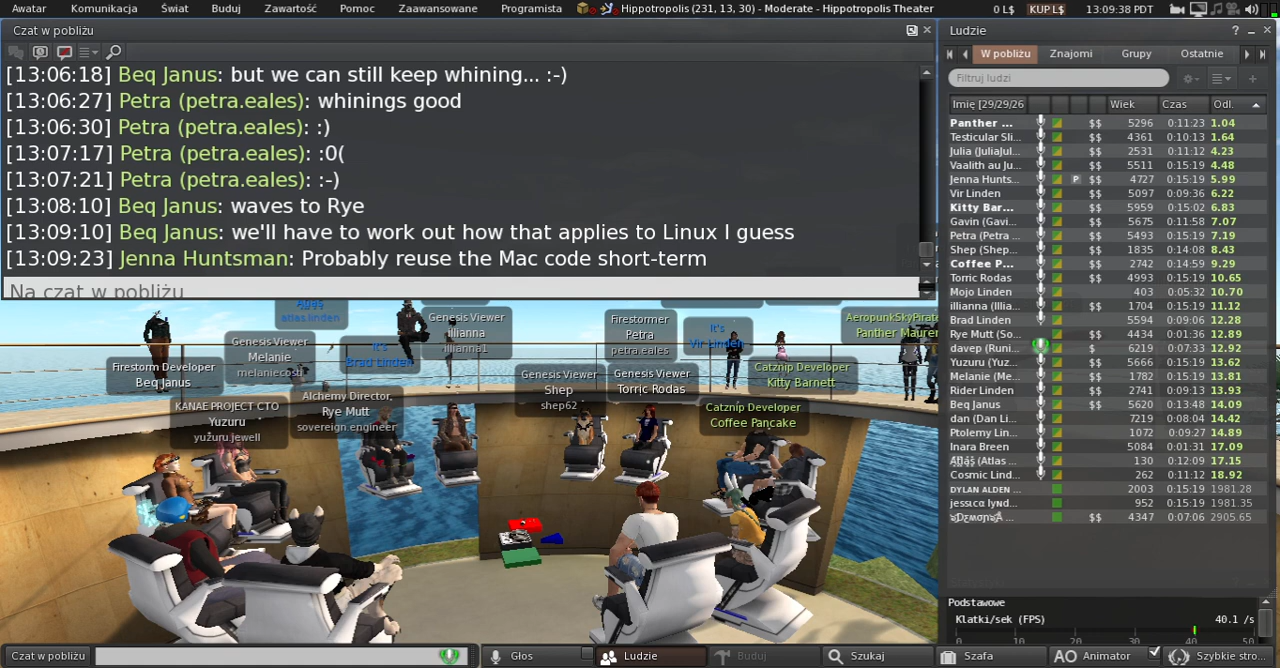 Awatar Komunikacja Świat Buduj Zawartość Pomoc Zaawansowane Programista Hippotropolis (231, 13, 30) - Moderate - Hippotropolis Theater 0 L$ KUP L$ 13:09:38 PDT
Czat w pobliżu
[13:06:18] Beq Janus: but we can still keep whining... :-)
[13:06:27] Petra (petra.eales): whinings good
[13:06:30] Petra (petra.eales): :)
[13:07:17] Petra (petra.eales): :0(
[13:07:21] Petra (petra.eales): :-)
[13:08:10] Beq Janus: waves to Rye
[13:09:10] Beq Janus: we'll have to work out how that applies to Linux I guess
[13:09:23] Jenna Huntsman: Probably reuse the Mac code short-term
Na czat w pobliżu
Ludzie
W pobliżu Znajomi Grupy Ostatnie
Filtruj ludzi
Imię [29/29/26 Wiek Czas Odl.
Panther ... $$ 5296 0:11:23 1.04
Testicular Sli... $$ 4361 0:10:13 1.64
Julia (JuliaJul... $$ 2531 0:11:12 4.23
Vaalith au Ju... $$ 5511 0:15:19 4.48
Jenna Hunts... P $$ 4727 0:15:19 5.99
Vir Linden $$ 5097 0:09:36 6.22
Kitty Bar... $$ 5959 0:15:02 6.83
Gavin (Gavi... $$ 5675 0:11:58 7.07
Petra (Petra ... $$ 5493 0:15:19 7.19
Shep (Shep... $$ 1835 0:14:08 8.43
Coffee P... $$ 2742 0:14:59 9.29
Torric Rodas $$ 4993 0:15:19 10.65
Mojo Linden 403 0:05:32 10.70
illianna (Illia... $$ 1704 0:15:19 11.12
Brad Linden 5594 0:09:06 12.28
Rye Mutt (So... $$ 4434 0:01:36 12.89
davep (Runi... $ 6219 0:07:33 12.92
Yuzuru (Yuz... $$ 5666 0:15:19 13.62
Melanie (Me... $$ 1782 0:15:19 13.81
Rider Linden $$ 2741 0:09:13 13.93
Beq Janus $$ 5620 0:13:48 14.09
dan (Dan Li... 7219 0:08:04 14.42
Ptolemy Lin... 1072 0:09:27 14.89
Inara Breen 5084 0:01:31 17.09
(Atlas ... 130 0:12:09 17.15
Cosmic Lind... 262 0:11:12 18.92
DYLAN ALDEN ... 2003 0:15:19 1981.28
jessica lynd... 952 0:15:19 1981.35
$$ 4347 0:07:06 2905.65
Podstawowe
Klatki/sek (FPS) 40.1 /s
0 10 20 30 40 50
atlas.linden
Genesis Viewer
illianna
illianna1
Firestormer
Petra
petra.eales
It's
Vir Linden
AeropunkSkyPirate
Panther Maurer
Genesis Viewer
Melanie
It's
Brad Linden
Firestorm Developer
Beq Janus
Genesis Viewer
Shep
shep62
Genesis Viewer
Torric Rodas
Catznip Developer
Kitty Barnett
KANAE PROJECT CTO
Yuzuru
yuzuru.jewell
Alchemy Director,
Rye Mutt
sovereign.engineer
Catznip Developer
Coffee Pancake
Czat w pobliżu Głos Ludzie Buduj Szukaj Szafa AO Animator Szybkie stro...